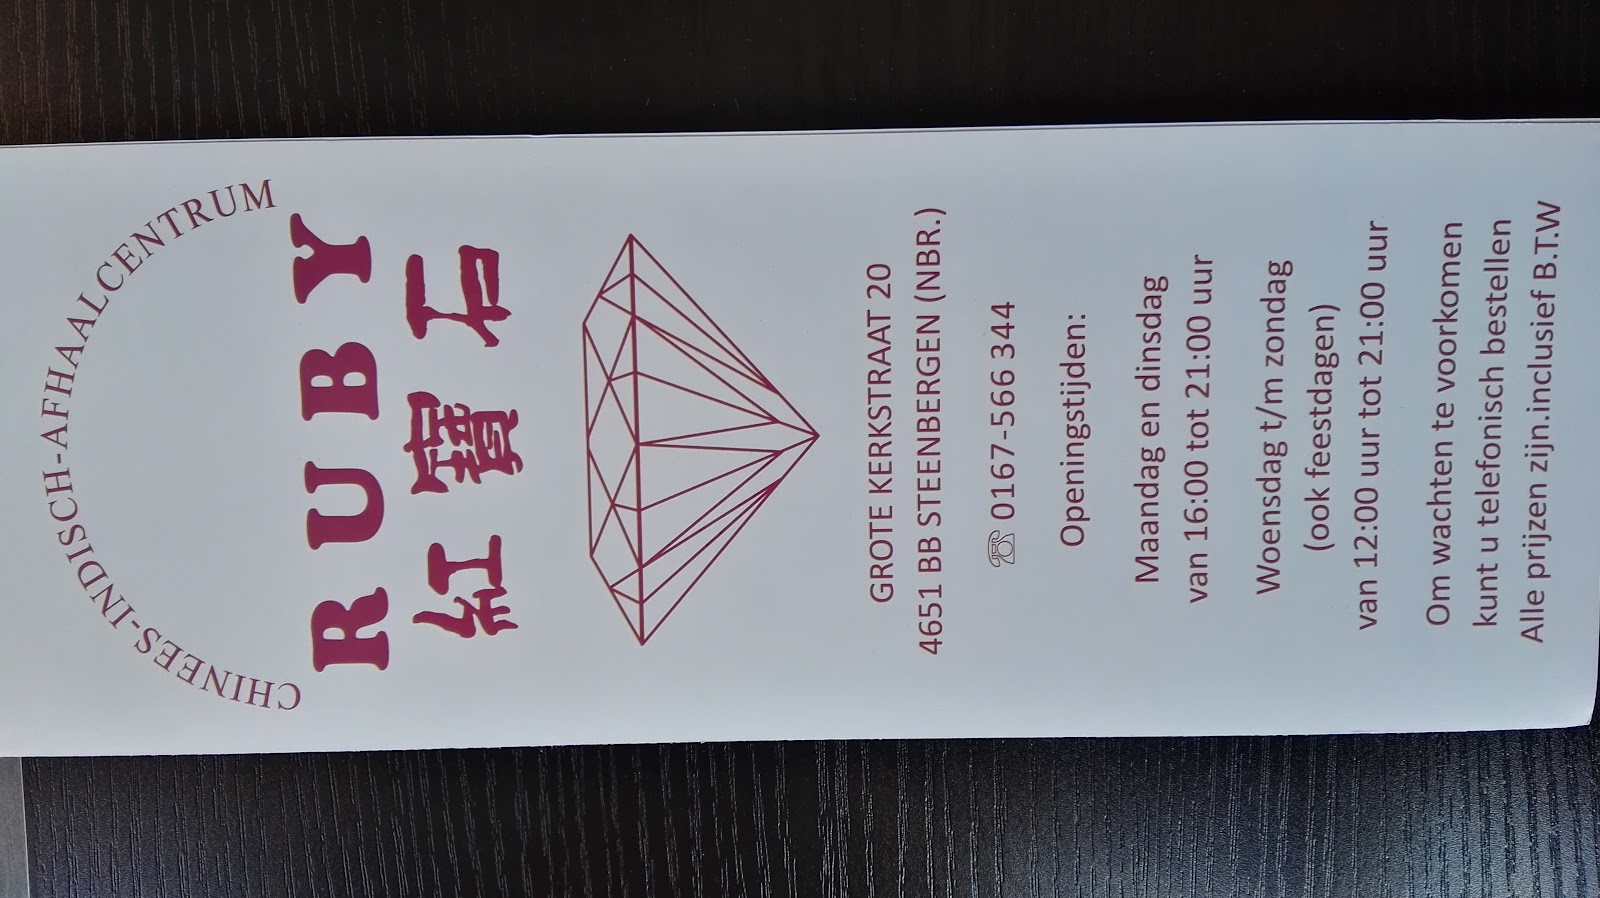 CHINEES-INDISCH-AFHAALCENTRUM
RUBY
紅寶石
GROTE KERKSTRAAT 20
4651 BB STEENBERGEN (NBR.)
☏ 0167-566 344
Openingstijden:
Maandag en dinsdag
van 16:00 tot 21:00 uur
Woensdag t/m zondag
(ook feestdagen)
van 12:00 uur tot 21:00 uur
Om wachten te voorkomen
kunt u telefonisch bestellen
Alle prijzen zijn.inclusief B.T.W